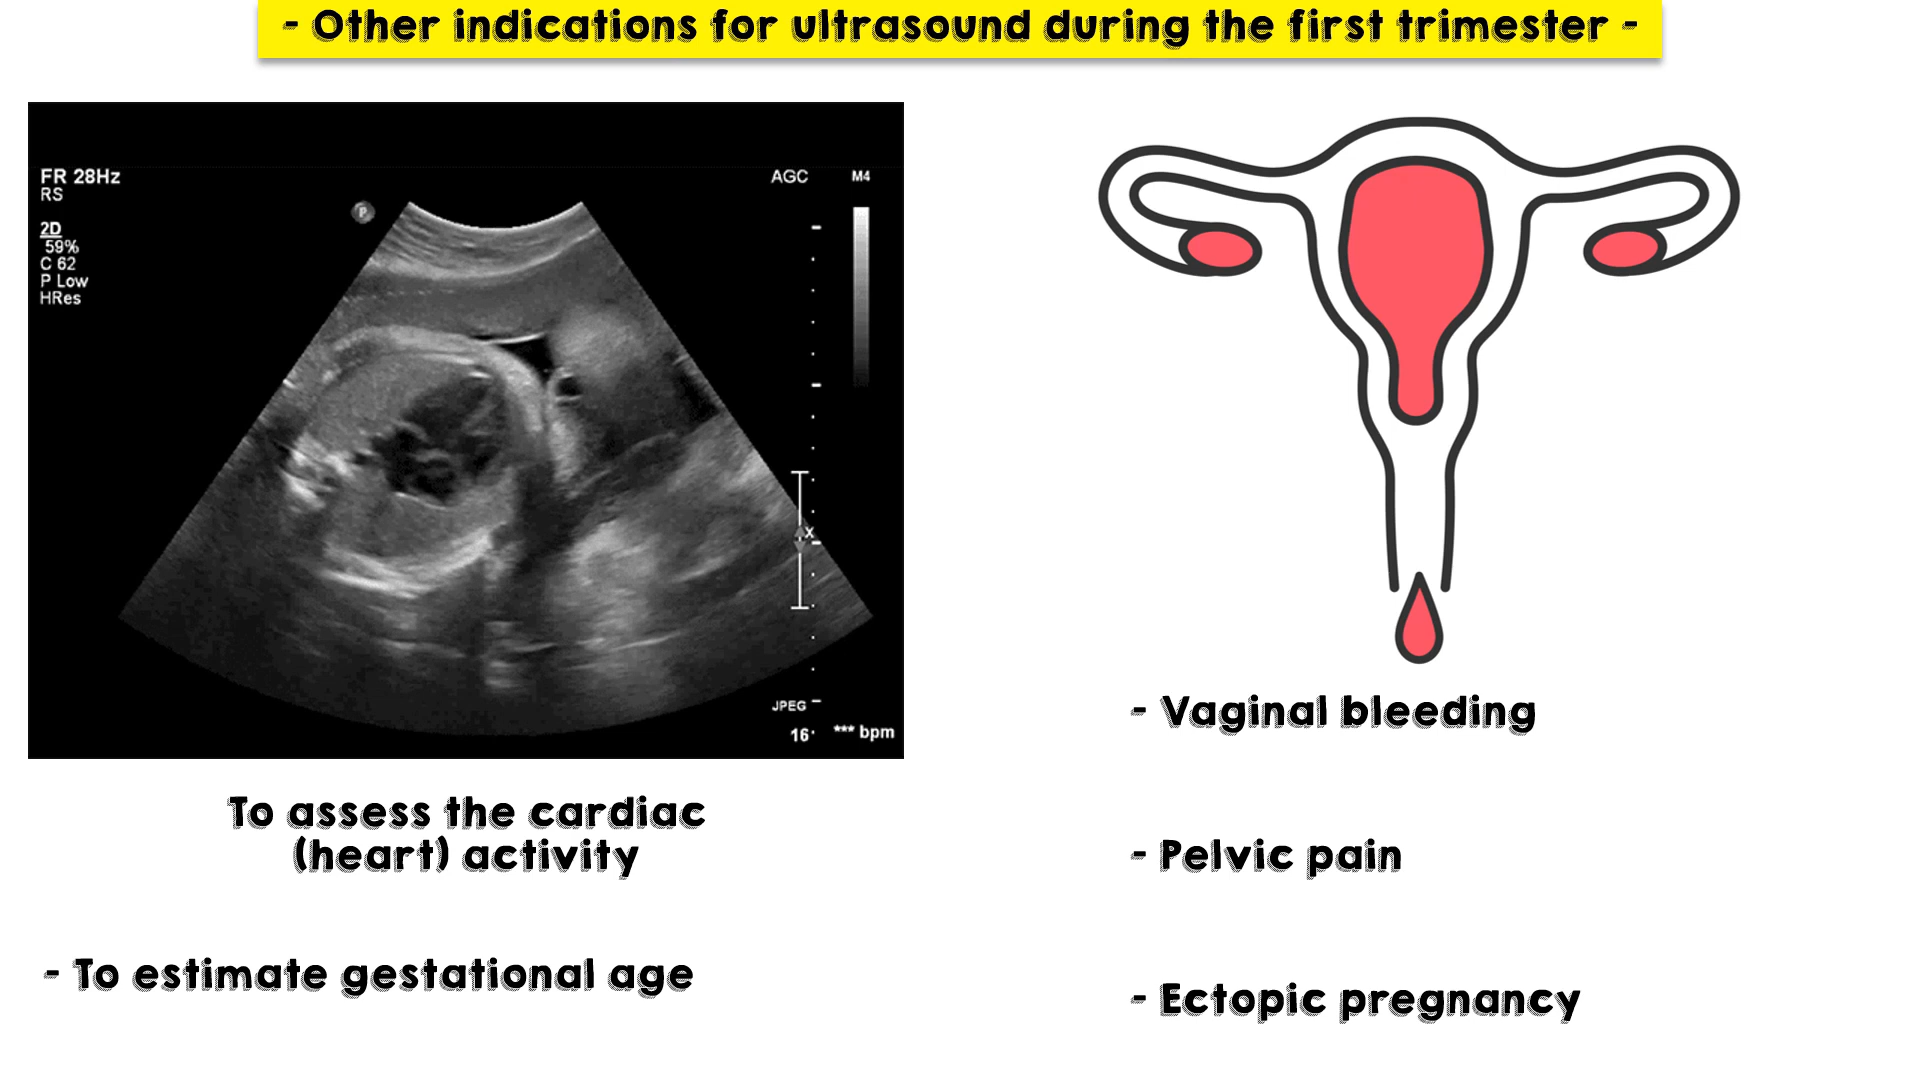 - Other indications for ultrasound during the first trimester -
FR 28Hz
RS
2D
59%
C 62
P Low
HRes
P
AGC
M4
X
JPEG
16
*** bpm
To assess the cardiac
(heart) activity
- To estimate gestational age
- Vaginal bleeding
- Pelvic pain
- Ectopic pregnancy